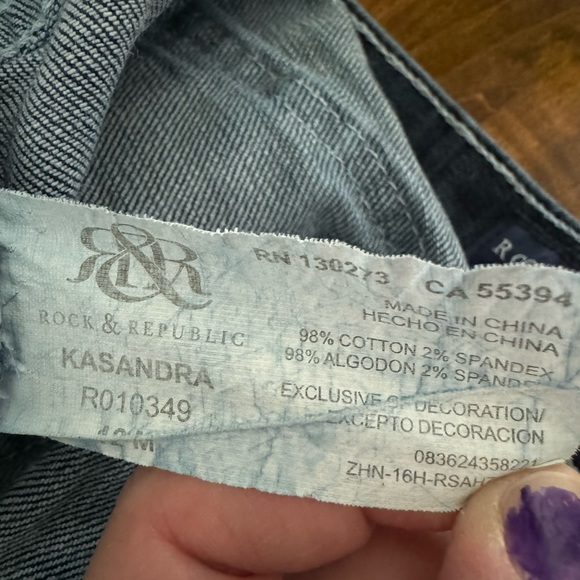 R&R
ROCK & REPUBLIC
KASANDRA
R010349
RN 130273 CA 55394
MADE IN CHINA
HECHO EN CHINA
98% COTTON 2% SPANDEX
98% ALGODON 2%
EXCLUSIVE OF DECORATION/
EXCEPTO DECORACION